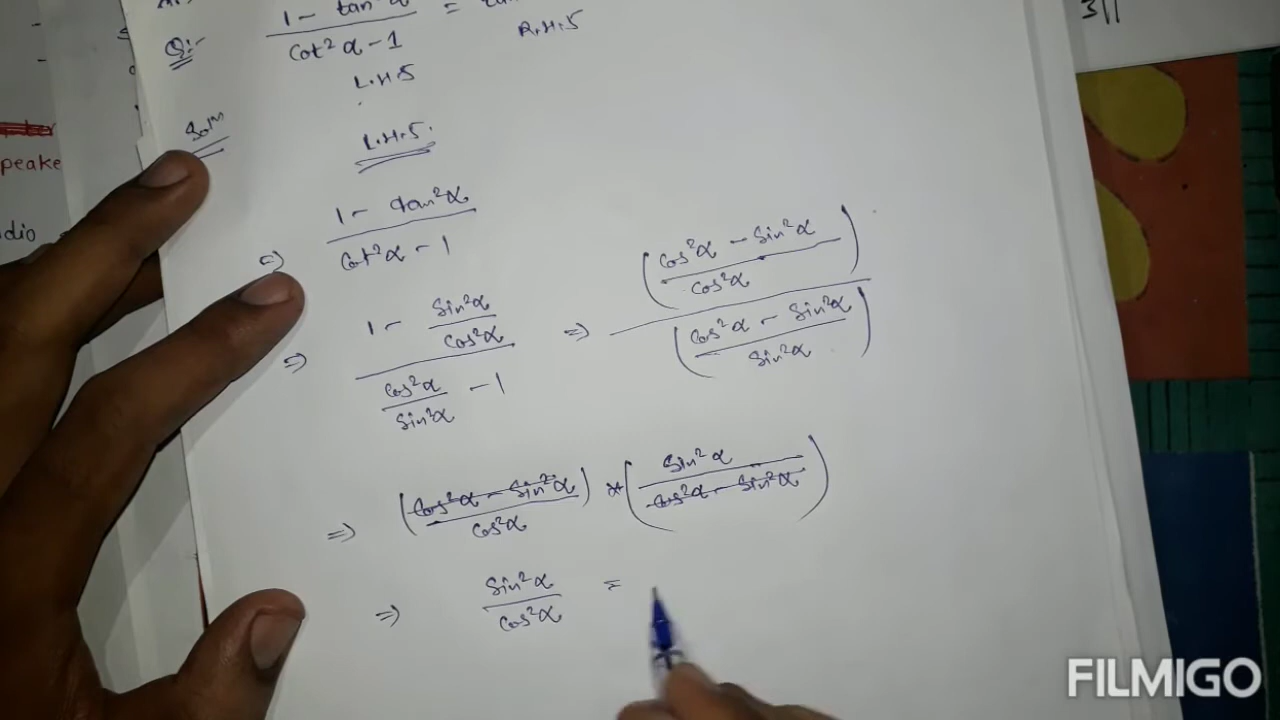 1 - tan²α / cot²α - 1 =
Q:-
R.H.S
L.H.S
Solⁿ
L.H.S.
⇒ 1 - tan²α / cot²α - 1
⇒ 1 - sin²α/cos²α / cos²α/sin²α - 1 ⇒ (cos²α - sin²α / cos²α) / (cos²α - sin²α / sin²α)
⇒ (cos²α - sin²α / cos²α) * (sin²α / cos²α - sin²α)
⇒ sin²α / cos²α =
peake
dio
FILMIGO